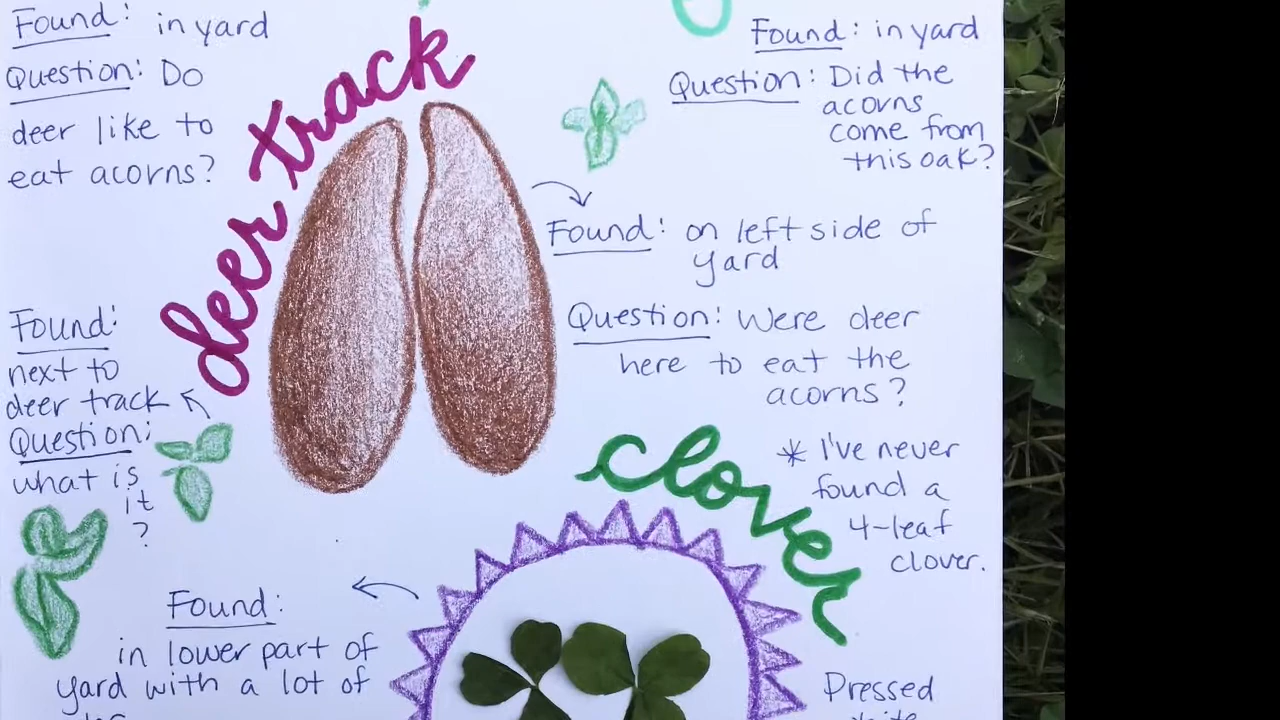 Found: in yard
Question: Do
deer like to
eat acorns?
deer track
Found: in yard
Question: Did the
acorns
come from
this oak?
Found: on left side of
yard
Question: Were deer
here to eat the
acorns?
Found:
next to
deer track
Question:
what is
it
?
clover
* I've never
found a
4-leaf
clover.
Found:
in lower part of
yard with a lot of
Pressed
white